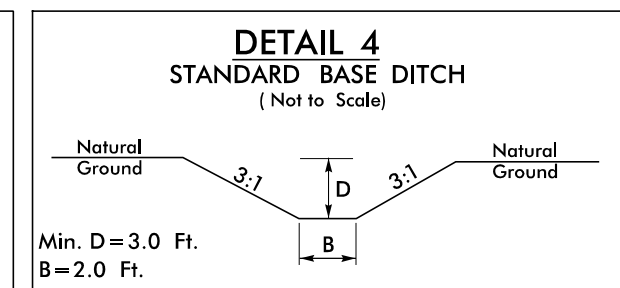 DETAIL 4
STANDARD BASE DITCH
( Not to Scale)
Natural
Ground
3:1
D
3:1
Natural
Ground
Min. D=3.0 Ft.
B=2.0 Ft.
B